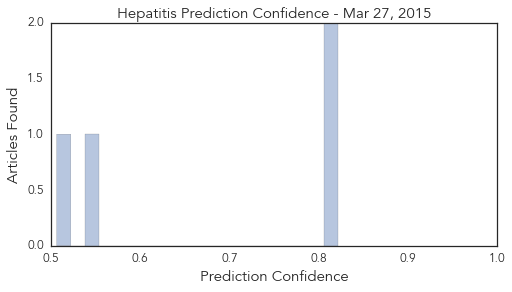 Hepatitis Prediction Confidence - Mar 27, 2015
2.0
1.5
1.0
0.5
0.0
Articles Found
0.5 0.6 0.7 0.8 0.9 1.0
Prediction Confidence